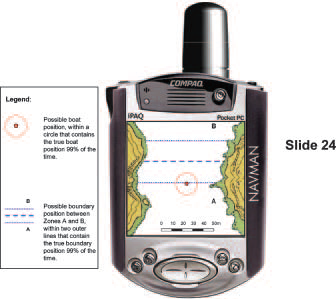 Legend:
Possible boat
position, within a
circle that contains
the true boat
position 99% of the
time.
B
Possible boundary
position between
Zones A and B,
A
within two outer
lines that contain
the true boundary
position 99% of the
time.
COMPAQ
iPAQ
Pocket PC
B
A
0 10 20 30 40 50m
NAVMAN
Slide 24